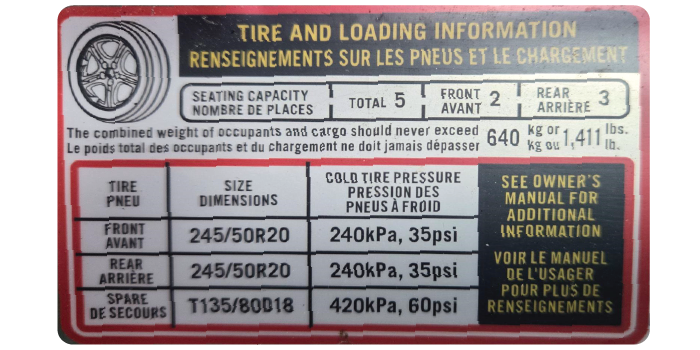 TIRE AND LOADING INFORMATION
RENSEIGNEMENTS SUR LES PNEUS ET LE CHARGEMENT
SEATING CAPACITY
NOMBRE DE PLACES
TOTAL 5
FRONT
AVANT 2
REAR
ARRIÈRE 3
The combined weight of occupants and cargo should never exceed 640 kg or 1,411 lbs.
Le poids total des occupants et du chargement ne doit jamais dépasser kg ou lb.
TIRE
PNEU
SIZE
DIMENSIONS
COLD TIRE PRESSURE
PRESSION DES
PNEUS À FROID
FRONT
AVANT
245/50R20
240kPa, 35psi
REAR
ARRIÈRE
245/50R20
240kPa, 35psi
SPARE
DE SECOURS
T135/80D18
420kPa, 60psi
SEE OWNER'S
MANUAL FOR
ADDITIONAL
INFORMATION
VOIR LE MANUEL
DE L'USAGER
POUR PLUS DE
RENSEIGNEMENTS